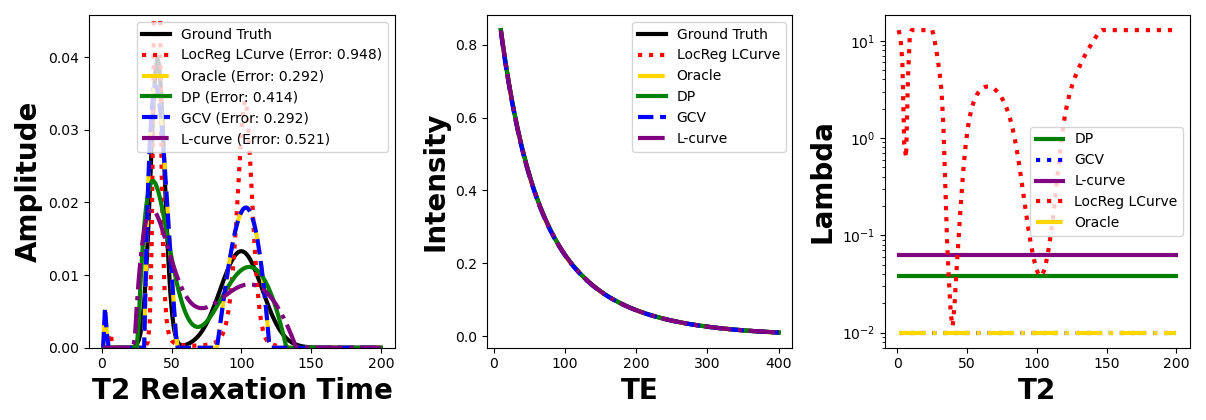 Amplitude
0.04
0.03
0.02
0.01
0.00
Ground Truth
LocReg LCurve (Error: 0.948)
Oracle (Error: 0.292)
DP (Error: 0.414)
GCV (Error: 0.292)
L-curve (Error: 0.521)
0 50 100 150 200
T2 Relaxation Time
Intensity
0.8
0.6
0.4
0.2
0.0
Ground Truth
LocReg LCurve
Oracle
DP
GCV
L-curve
0 100 200 300 400
TE
Lambda
10¹
10⁰
10⁻¹
10⁻²
DP
GCV
L-curve
LocReg LCurve
Oracle
0 50 100 150 200
T2